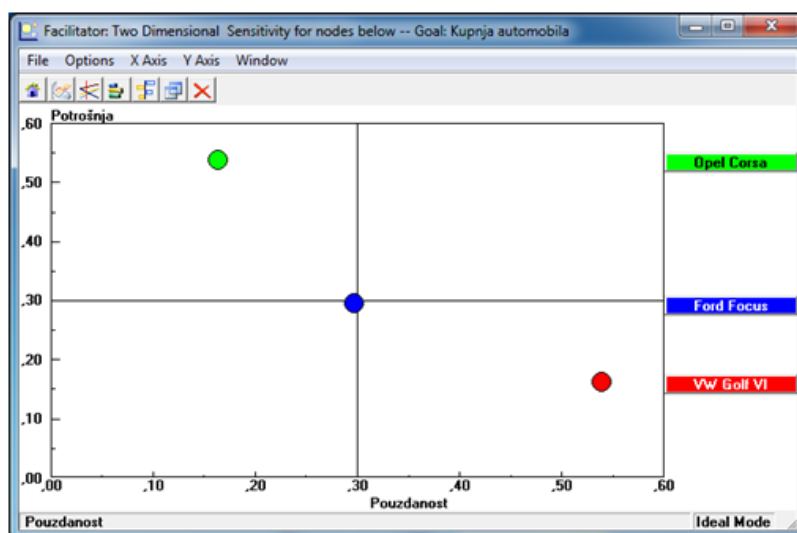 Facilitator: Two Dimensional Sensitivity for nodes below -- Goal: Kupnja automobila
File Options X Axis Y Axis Window
Potrošnja
,60
,50
,40
,30
,20
,10
,00
,00 ,10 ,20 ,30 ,40 ,50 ,60
Pouzdanost
Opel Corsa
Ford Focus
VW Golf VI
Pouzdanost Ideal Mode